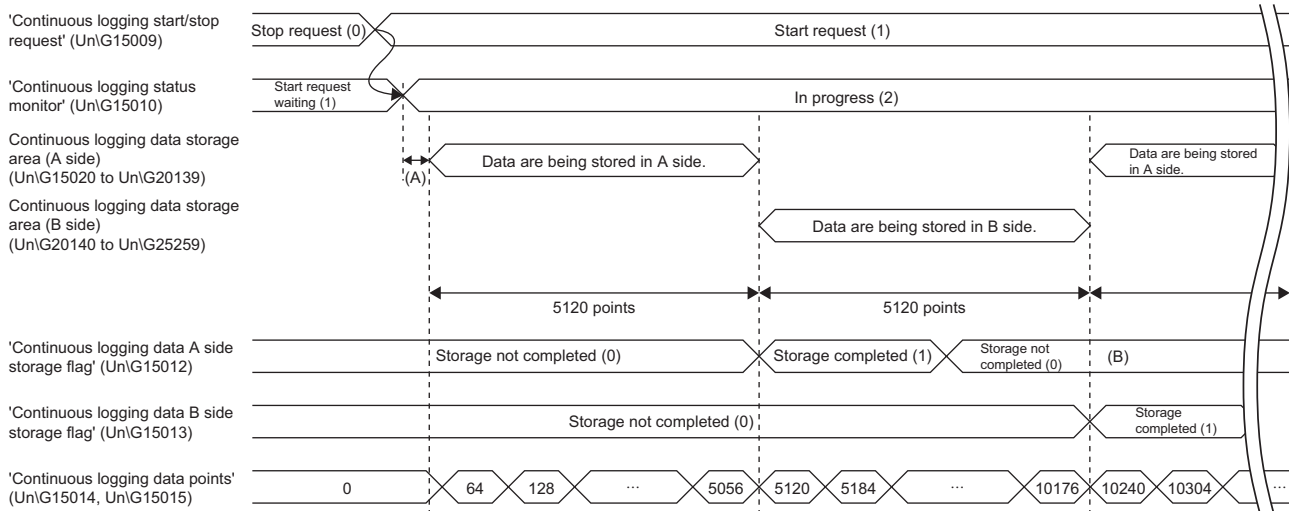 'Continuous logging start/stop
request' (Un\G15009)
Stop request (0)
Start request (1)
'Continuous logging status
monitor' (Un\G15010)
Start request
waiting (1)
In progress (2)
Continuous logging data storage
area (A side)
(Un\G15020 to Un\G20139)
(A)
Data are being stored in A side.
Data are being stored
in A side.
Continuous logging data storage
area (B side)
(Un\G20140 to Un\G25259)
Data are being stored in B side.
5120 points
5120 points
'Continuous logging data A side
storage flag' (Un\G15012)
Storage not completed (0)
Storage completed (1)
Storage not
completed (0)
(B)
'Continuous logging data B side
storage flag' (Un\G15013)
Storage not completed (0)
Storage
completed (1)
'Continuous logging data points'
(Un\G15014, Un\G15015)
0
64
128
...
5056
5120
5184
...
10176
10240
10304
...